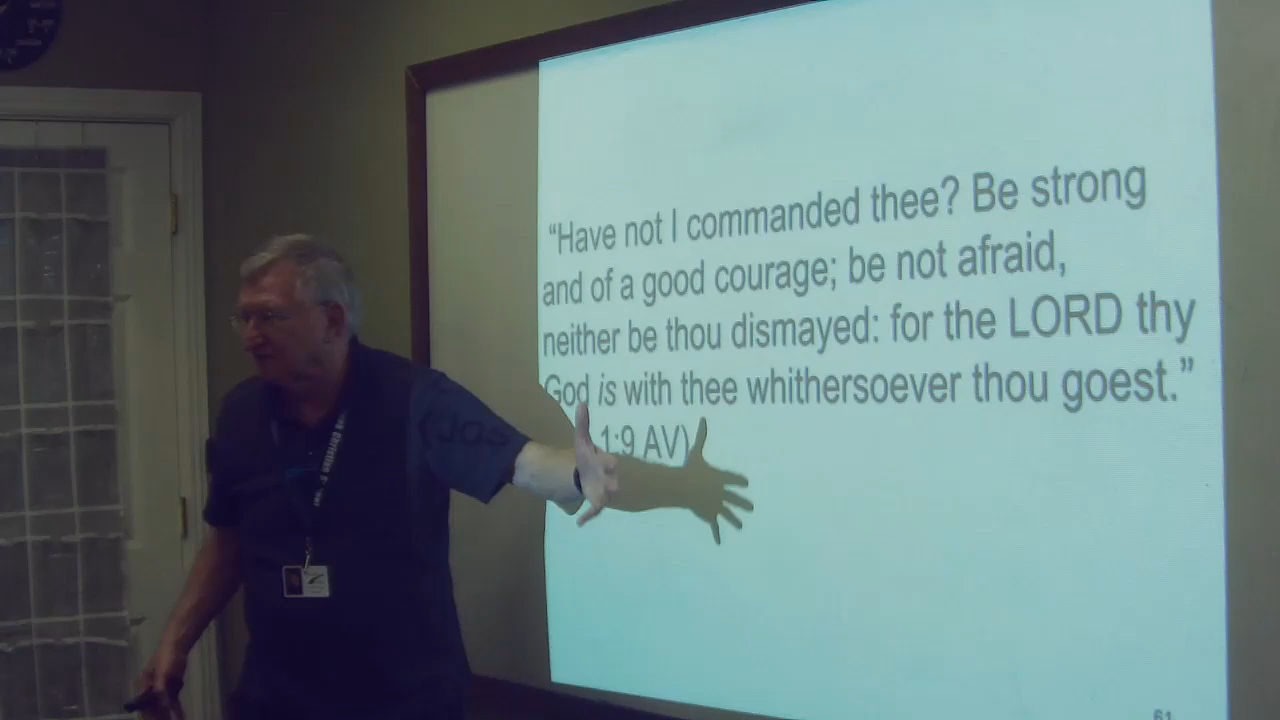 “Have not I commanded thee? Be strong
and of a good courage; be not afraid,
neither be thou dismayed: for the LORD thy
God is with thee whithersoever thou goest.”
(Jos 1:9 AV)
61